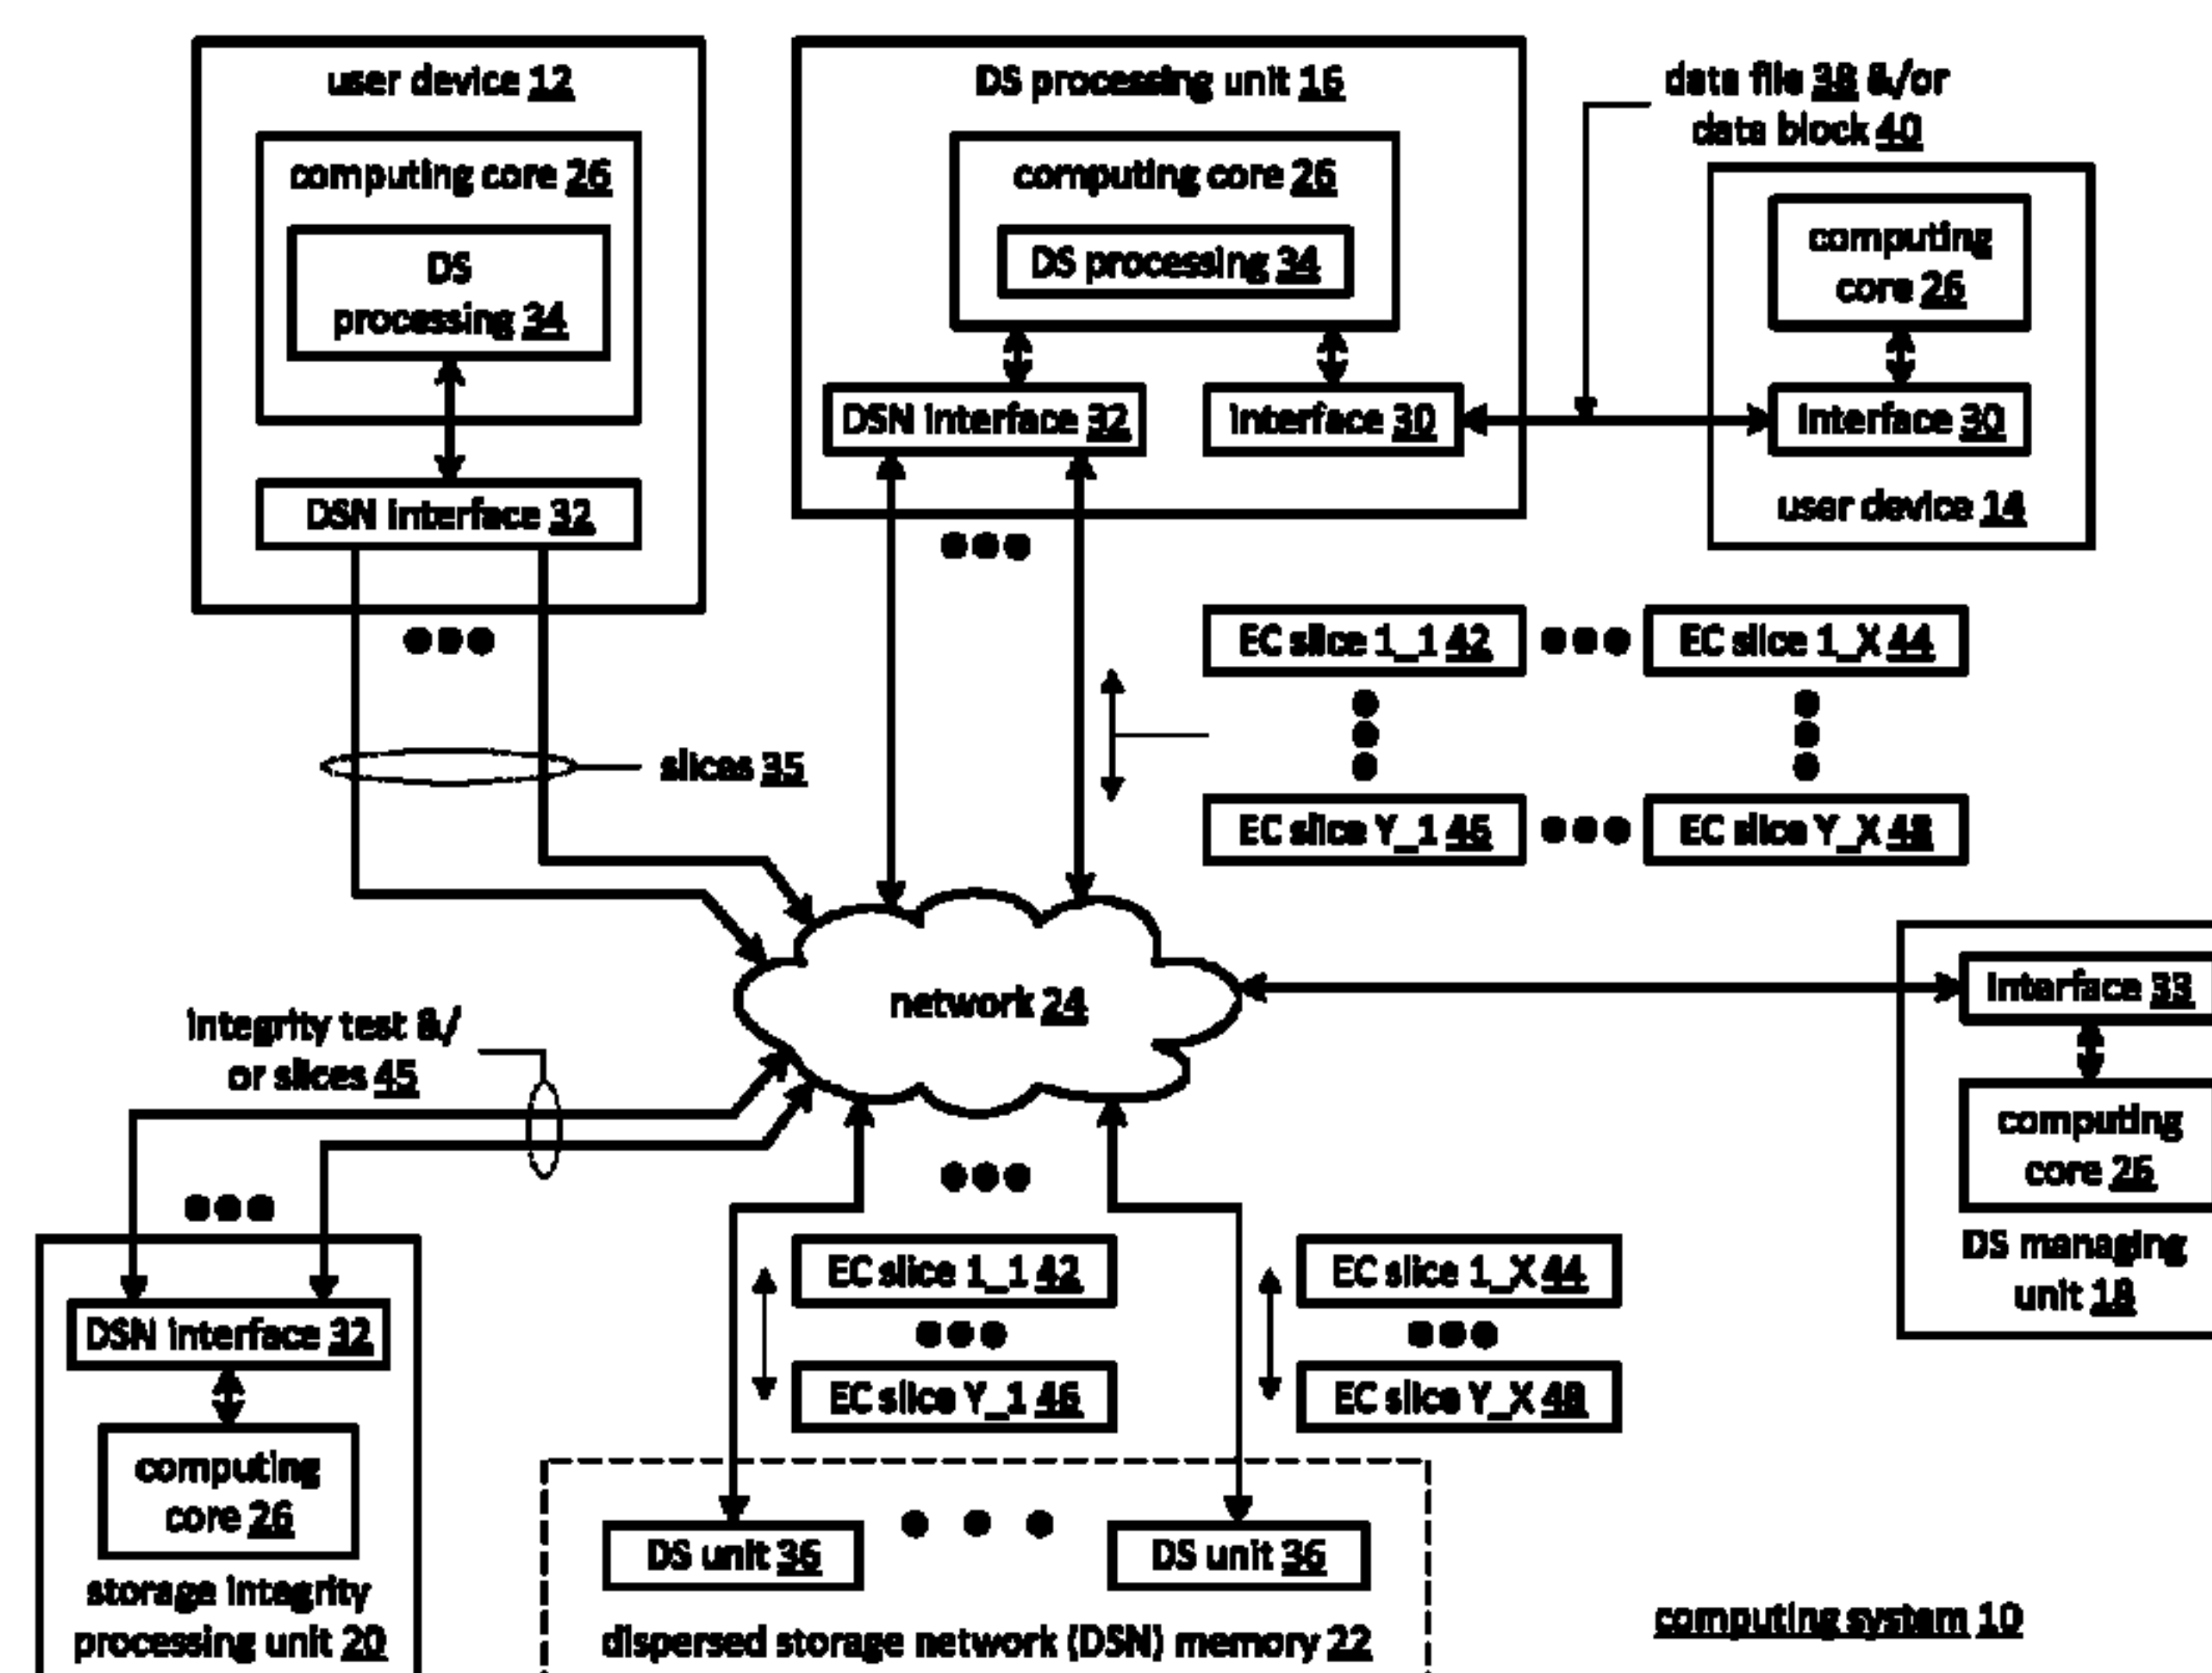 user device 12
computing core 26
DS
processing 34
DSN interface 32
DS processing unit 16
computing core 26
DS processing 34
DSN interface 32
interface 30
data file 38 &/or
data block 40
computing
core 26
interface 30
user device 14
EC slice 1_1 42
EC slice 1_X 44
slices 35
EC slice Y_1 46
EC slice Y_X 48
network 24
interface 33
computing
core 26
DS managing
unit 18
integrity test &/
or slices 45
DSN interface 32
computing
core 26
storage integrity
processing unit 20
EC slice 1_1 42
EC slice 1_X 44
EC slice Y_1 46
EC slice Y_X 48
DS unit 36
DS unit 36
dispersed storage network (DSN) memory 22
computing system 10